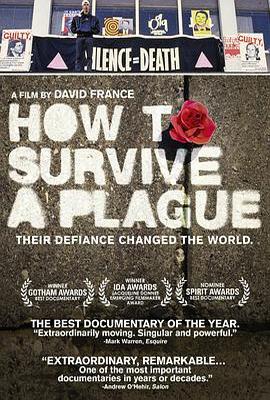 GUILTY,
GUILTY,
SILENCE=DEATH
A FILM BY DAVID FRANCE
HOW TO
SURVIVE
A PLAGUE
THEIR DEFIANCE CHANGED THE WORLD.
WINNER
GOTHAM AWARDS
BEST DOCUMENTARY
WINNER
IDA AWARDS
JACQUELINE DONNET
EMERGING FILMMAKER
AWARD
NOMINEE
SPIRIT AWARDS
BEST DOCUMENTARY
THE BEST DOCUMENTARY OF THE YEAR.
"Extraordinarily moving. Singular and powerful."
-Mark Warren, Esquire
"EXTRAORDINARY, REMARKABLE...
One of the most important
documentaries in years or decades."
-Andrew O'Hehir, Salon